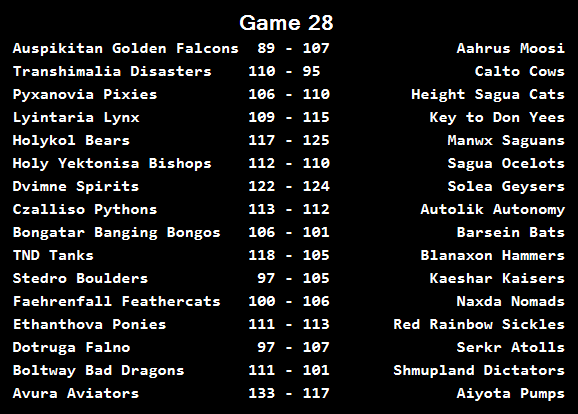 Game 28
Auspikitan Golden Falcons 89 - 107 Aahrus Moosi
Transhimalia Disasters 110 - 95 Calto Cows
Pyxanovia Pixies 106 - 110 Height Sagua Cats
Lyintaria Lynx 109 - 115 Key to Don Yees
Holykol Bears 117 - 125 Manwx Saguans
Holy Yektonisa Bishops 112 - 110 Sagua Ocelots
Dvimne Spirits 122 - 124 Solea Geysers
Czalliso Pythons 113 - 112 Autolik Autonomy
Bongatar Banging Bongos 106 - 101 Barsein Bats
TND Tanks 118 - 105 Blanaxon Hammers
Stedro Boulders 97 - 105 Kaeshar Kaisers
Faehrenfall Feathercats 100 - 106 Naxda Nomads
Ethanthova Ponies 111 - 113 Red Rainbow Sickles
Dotruga Falno 97 - 107 Serkr Atolls
Boltway Bad Dragons 111 - 101 Shmupland Dictators
Avura Aviators 133 - 117 Aiyota Pumps